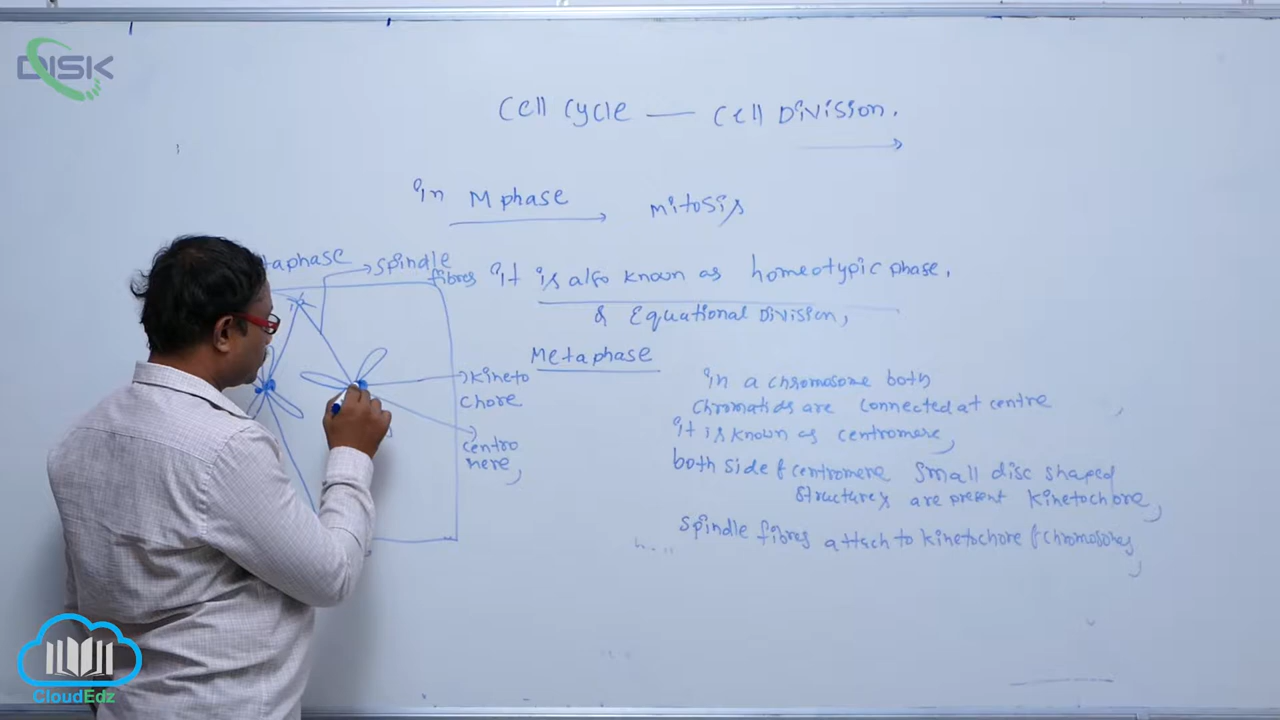 DISK
Cell Cycle — Cell Division.
in M phase → mitosis
taphase
spindle
fibres
it is also known as homeotypic phase.
& Equational Division,
Metaphase
kineto
chore
centro
mere,
in a chromosome both
chromatids are connected at centre
it is known as centromere,
both side of centromere small disc shaped
structures are present kinetochore,
spindle fibres attach to kinetochore of chromosomes,
CloudEdz